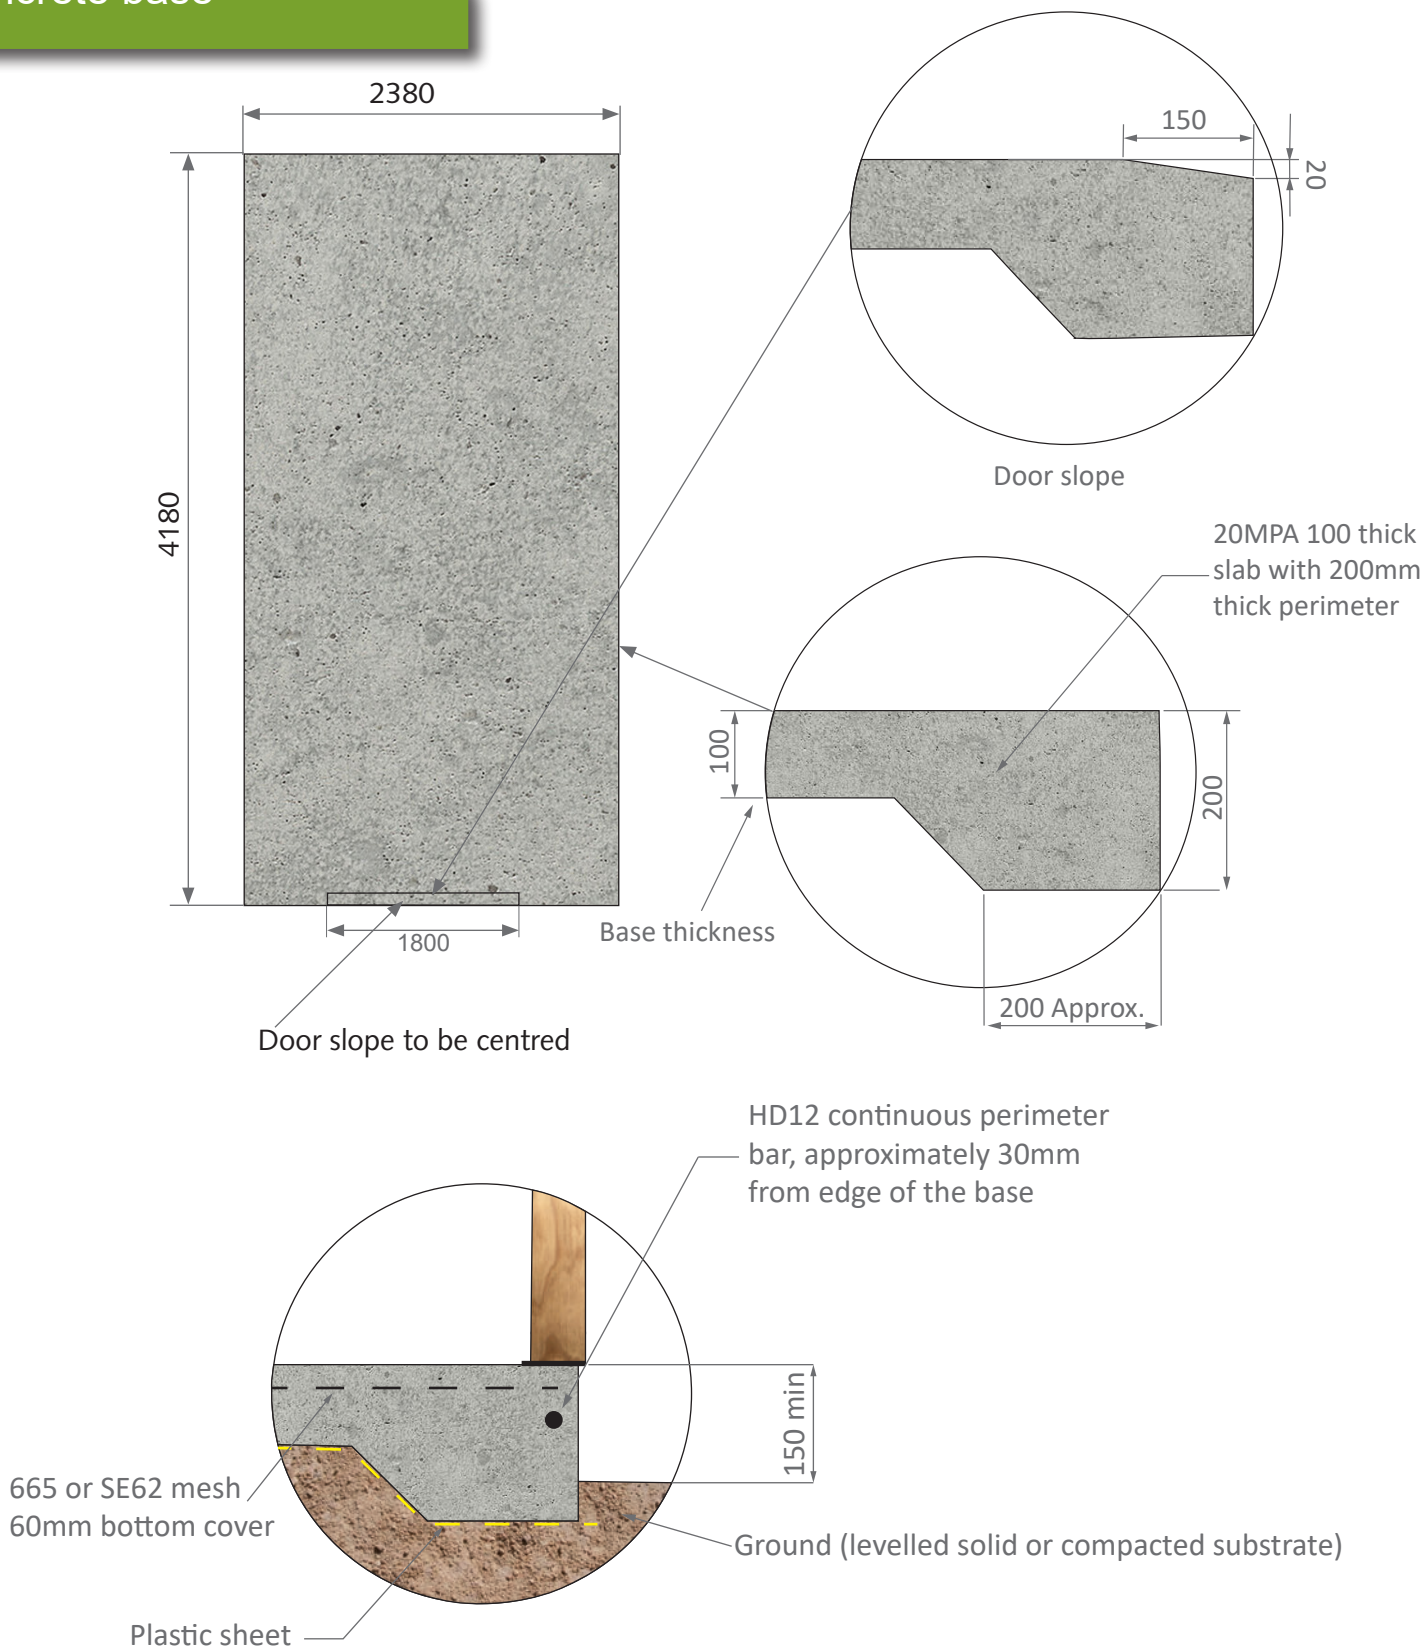 2380
4180
1800
Door slope to be centred
150
20
Door slope
20MPA 100 thick
slab with 200mm
thick perimeter
100
200
Base thickness
200 Approx.
HD12 continuous perimeter
bar, approximately 30mm
from edge of the base
150 min
665 or SE62 mesh
60mm bottom cover
Ground (levelled solid or compacted substrate)
Plastic sheet